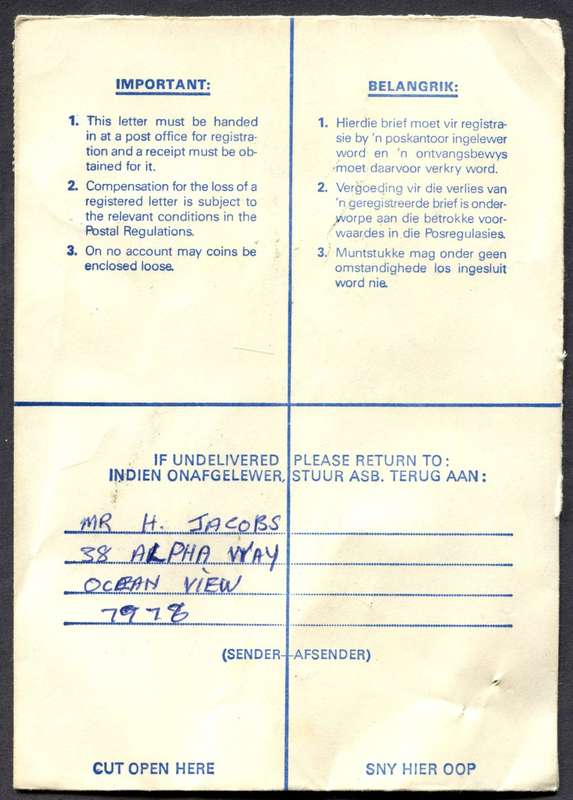 IMPORTANT:
1. This letter must be handed
in at a post office for registra-
tion and a receipt must be ob-
tained for it.
2. Compensation for the loss of a
registered letter is subject to
the relevant conditions in the
Postal Regulations.
3. On no account may coins be
enclosed loose.
BELANGRIK:
1. Hierdie brief moet vir registra-
sie by 'n poskantoor ingelewer
word en 'n ontvangsbewys
moet daarvoor verkry word.
2. Vergoeding vir die verlies van
'n geregistreerde brief is onder-
worpe aan die betrokke voor-
waardes in die Posregulasies.
3. Muntstukke mag onder geen
omstandighede los ingesluit
word nie.
IF UNDELIVERED PLEASE RETURN TO:
INDIEN ONAFGELEWER, STUUR ASB. TERUG AAN:
MR H. JACOBS
38 ALPHA WAY
OCEAN VIEW
7978
(SENDER—AFSENDER)
CUT OPEN HERE
SNY HIER OOP